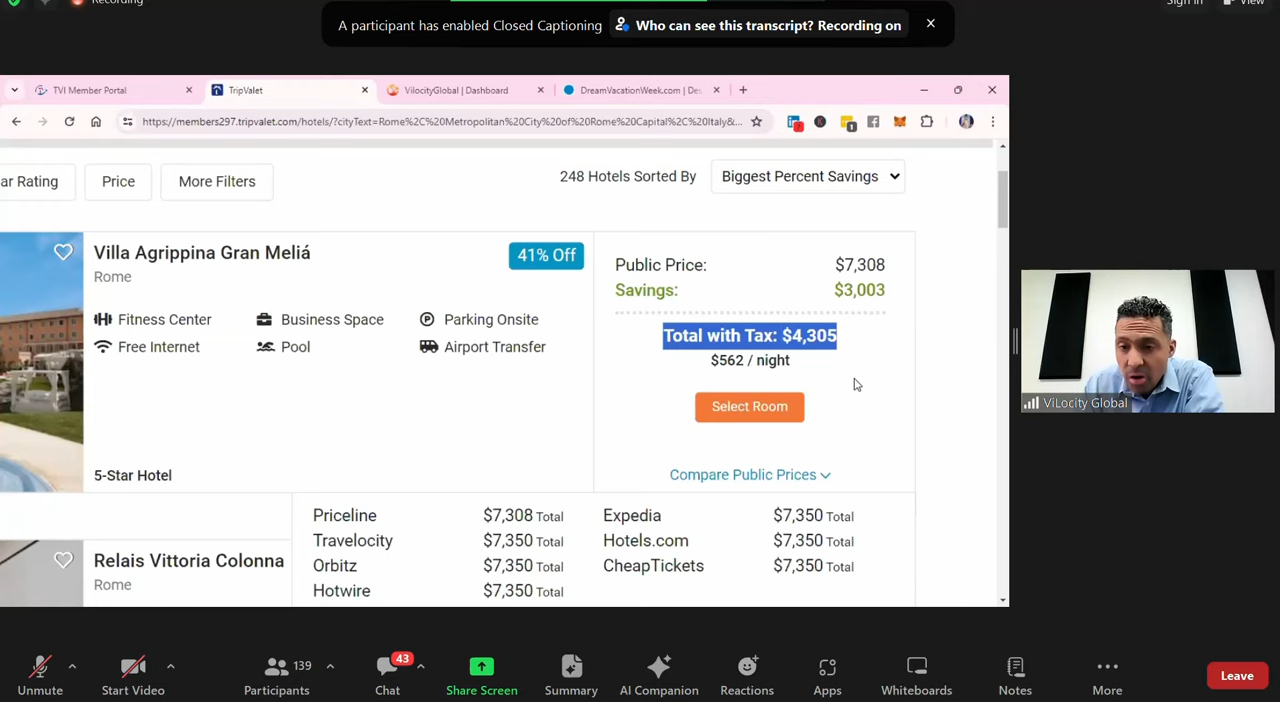 Recording
Sign in
View
A participant has enabled Closed Captioning
Who can see this transcript? Recording on
TVI Member Portal
TripValet
VilocityGlobal | Dashboard
DreamVacationWeek.com | Des
https://members297.tripvalet.com/hotels/?cityText=Rome%2C%20Metropolitan%20City%20of%20Rome%20Capital%2C%20Italy&...
ar Rating
Price
More Filters
248 Hotels Sorted By
Biggest Percent Savings
Villa Agrippina Gran Meliá
41% Off
Rome
Fitness Center
Business Space
Parking Onsite
Free Internet
Pool
Airport Transfer
5-Star Hotel
Public Price: $7,308
Savings: $3,003
Total with Tax: $4,305
$562 / night
Select Room
Compare Public Prices
Priceline $7,308 Total
Expedia $7,350 Total
Travelocity $7,350 Total
Hotels.com $7,350 Total
Orbitz $7,350 Total
CheapTickets $7,350 Total
Hotwire $7,350 Total
Relais Vittoria Colonna
Rome
ViLocity Global
Unmute
Start Video
139
Participants
43
Chat
Share Screen
Summary
AI Companion
Reactions
Apps
Whiteboards
Notes
More
Leave